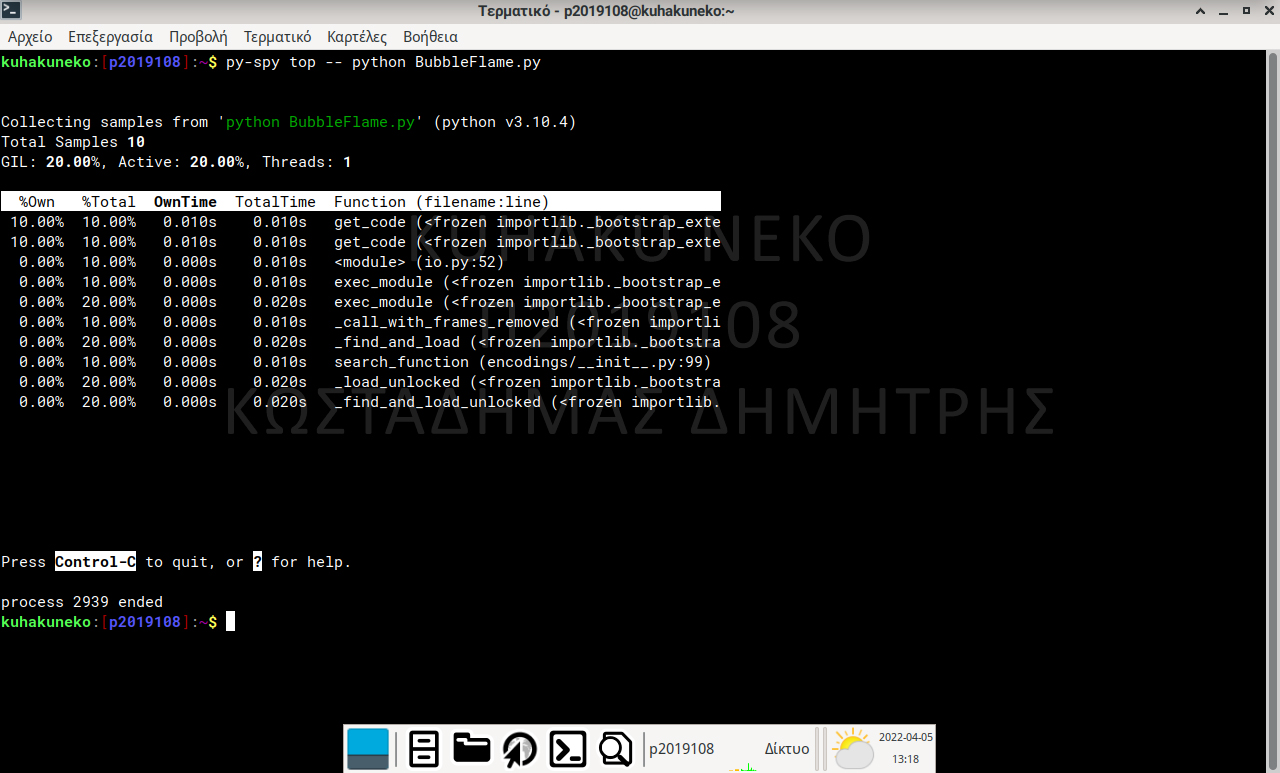 Τερματικό - p2019108@kuhakuneko:~
Αρχείο Επεξεργασία Προβολή Τερματικό Καρτέλες Βοήθεια
kuhakuneko:[p2019108]:~$ py-spy top -- python BubbleFlame.py
Collecting samples from 'python BubbleFlame.py' (python v3.10.4)
Total Samples 10
GIL: 20.00%, Active: 20.00%, Threads: 1
%Own %Total OwnTime TotalTime Function (filename:line)
10.00% 10.00% 0.010s 0.010s get_code (<frozen importlib._bootstrap_exte
10.00% 10.00% 0.010s 0.010s get_code (<frozen importlib._bootstrap_exte
0.00% 10.00% 0.000s 0.010s <module> (io.py:52)
0.00% 10.00% 0.000s 0.010s exec_module (<frozen importlib._bootstrap_e
0.00% 20.00% 0.000s 0.020s exec_module (<frozen importlib._bootstrap_e
0.00% 10.00% 0.000s 0.010s _call_with_frames_removed (<frozen importli
0.00% 20.00% 0.000s 0.020s _find_and_load (<frozen importlib._bootstra
0.00% 10.00% 0.000s 0.010s search_function (encodings/__init__.py:99)
0.00% 20.00% 0.000s 0.020s _load_unlocked (<frozen importlib._bootstra
0.00% 20.00% 0.000s 0.020s _find_and_load_unlocked (<frozen importlib.
KUHAKU NEKO
Π2019108
ΚΩΣΤΑΔΗΜΑΣ ΔΗΜΗΤΡΗΣ
Press Control-C to quit, or ? for help.
process 2939 ended
kuhakuneko:[p2019108]:~$
p2019108 Δίκτυο
2022-04-05
13:18